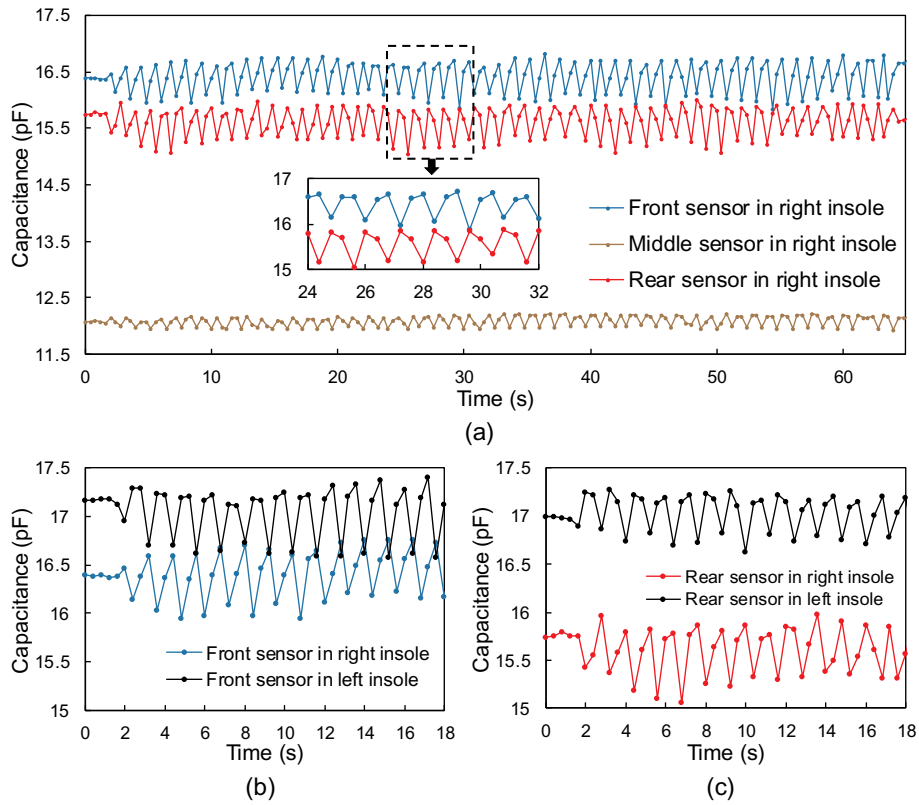 17.5
16.5
15.5
14.5
13.5
12.5
11.5
Capacitance (pF)
17
16
15
24 26 28 30 32
Front sensor in right insole
Middle sensor in right insole
Rear sensor in right insole
0 10 20 30 40 50 60
Time (s)
(a)
17.5
17
16.5
16
15.5
15
Capacitance (pF)
Front sensor in right insole
Front sensor in left insole
0 2 4 6 8 10 12 14 16 18
Time (s)
(b)
17.5
17
16.5
16
15.5
15
Capacitance (pF)
Rear sensor in right insole
Rear sensor in left insole
0 2 4 6 8 10 12 14 16 18
Time (s)
(c)